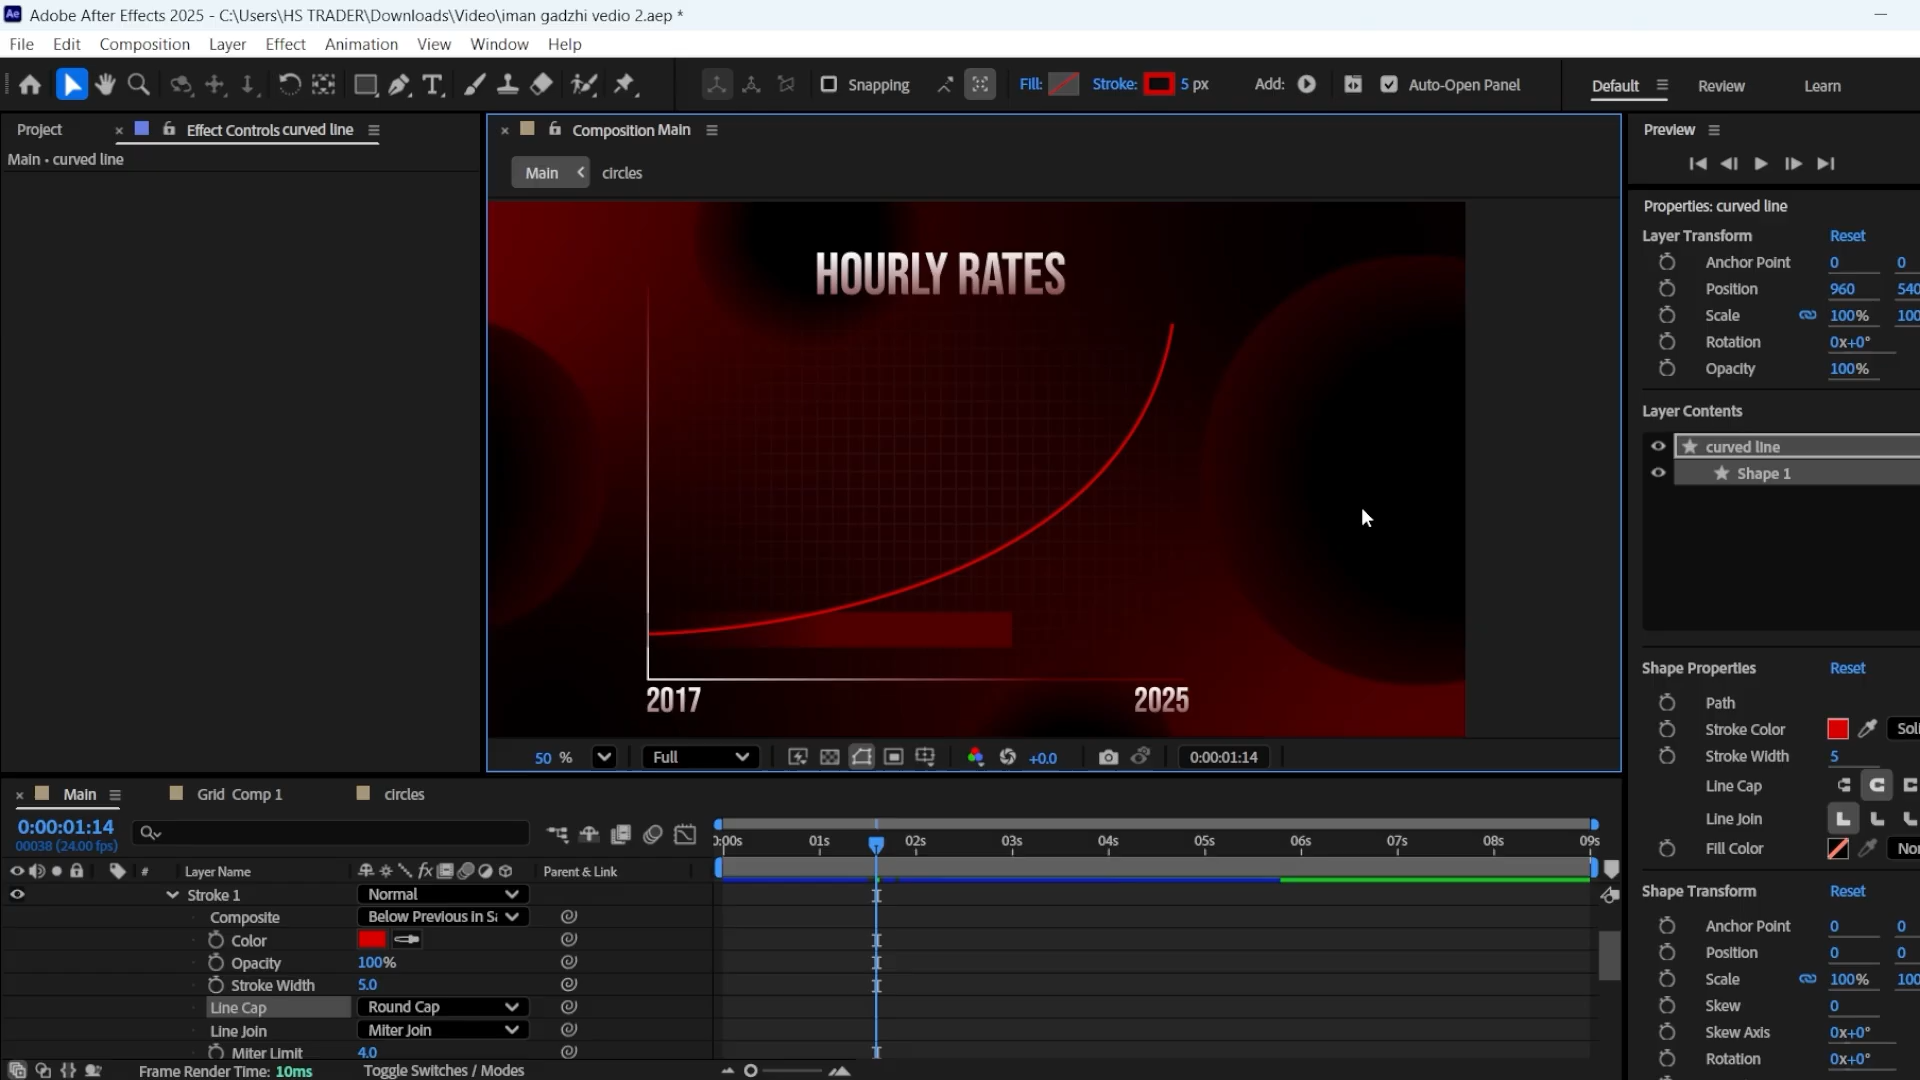 Adobe After Effects 2025 - C:\Users\HS TRADER\Downloads\Video\iman gadzhi vedio 2.aep *
File Edit Composition Layer Effect Animation View Window Help
Snapping Fill: Stroke: 5 px Add: Auto-Open Panel Default Review Learn
Project Effect Controls curved line
Main • curved line
Composition Main
Main circles
HOURLY RATES
2017 2025
50 % Full +0.0 0:00:01:14
Preview
Properties: curved line
Layer Transform Reset
Anchor Point 0 0
Position 960 540
Scale 100% 100
Rotation 0x+0°
Opacity 100%
Layer Contents
curved line
Shape 1
Shape Properties Reset
Path
Stroke Color Soli
Stroke Width 5
Line Cap
Line Join
Fill Color Non
Shape Transform Reset
Anchor Point 0 0
Position 0 0
Scale 100% 100
Skew 0
Skew Axis 0x+0°
Rotation 0x+0°
Main Grid Comp 1 circles
0:00:01:14
00038 (24.00 fps)
# Layer Name Parent & Link
:00s 01s 02s 03s 04s 05s 06s 07s 08s 09s
Stroke 1 Normal
Composite Below Previous in Sa
Color
Opacity 100%
Stroke Width 5.0
Line Cap Round Cap
Line Join Miter Join
Miter Limit 4.0
Frame Render Time: 10ms Toggle Switches / Modes